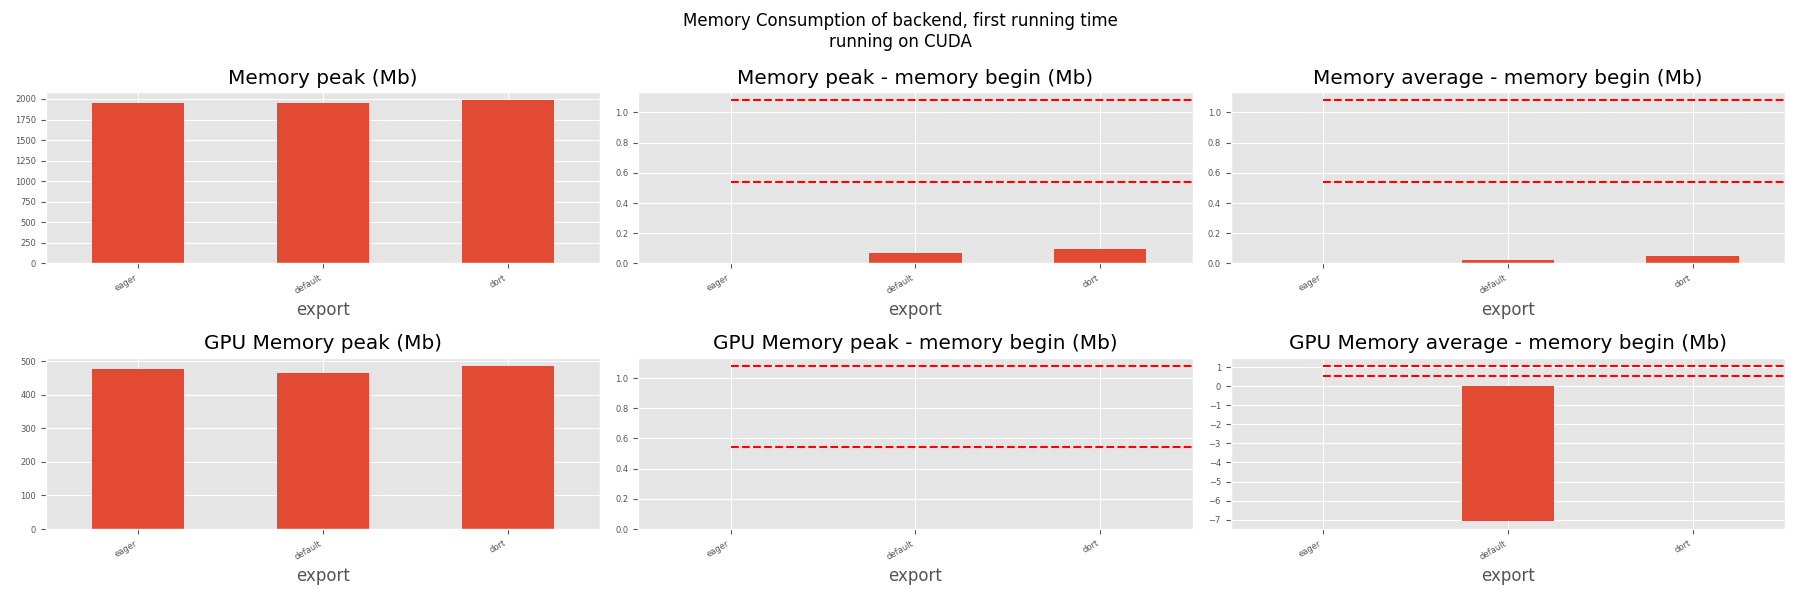 Memory Consumption of backend, first running time
running on CUDA
Memory peak (Mb)
2000
1750
1500
1250
1000
750
500
250
0
eager
default
dort
export
Memory peak - memory begin (Mb)
1.0
0.8
0.6
0.4
0.2
0.0
eager
default
dort
export
Memory average - memory begin (Mb)
1.0
0.8
0.6
0.4
0.2
0.0
eager
default
dort
export
GPU Memory peak (Mb)
500
400
300
200
100
0
eager
default
dort
export
GPU Memory peak - memory begin (Mb)
1.0
0.8
0.6
0.4
0.2
0.0
eager
default
dort
export
GPU Memory average - memory begin (Mb)
1
0
−1
−2
−3
−4
−5
−6
−7
eager
default
dort
export